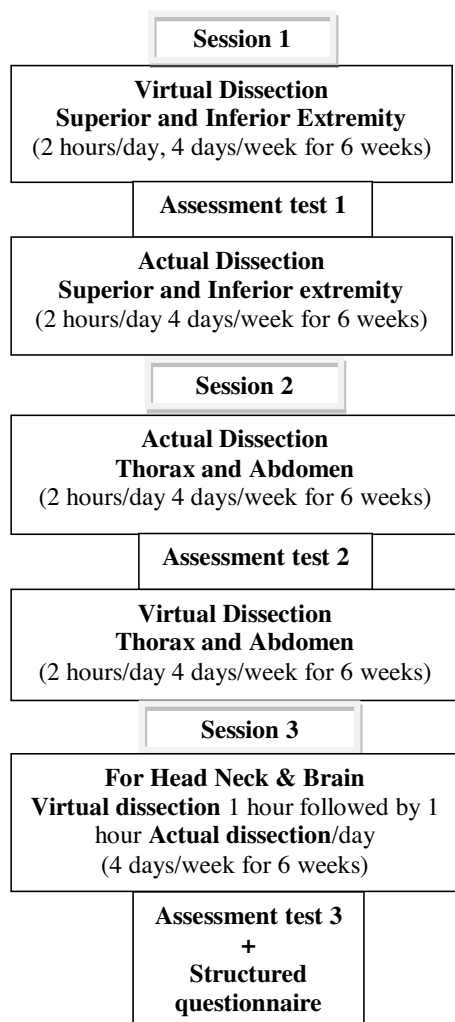 Session 1
Virtual Dissection
Superior and Inferior Extremity
(2 hours/day, 4 days/week for 6 weeks)
Assessment test 1
Actual Dissection
Superior and Inferior extremity
(2 hours/day 4 days/week for 6 weeks)
Session 2
Actual Dissection
Thorax and Abdomen
(2 hours/day 4 days/week for 6 weeks)
Assessment test 2
Virtual Dissection
Thorax and Abdomen
(2 hours/day 4 days/week for 6 weeks)
Session 3
For Head Neck & Brain
Virtual dissection 1 hour followed by 1
hour Actual dissection/day
(4 days/week for 6 weeks)
Assessment test 3
+
Structured
questionnaire